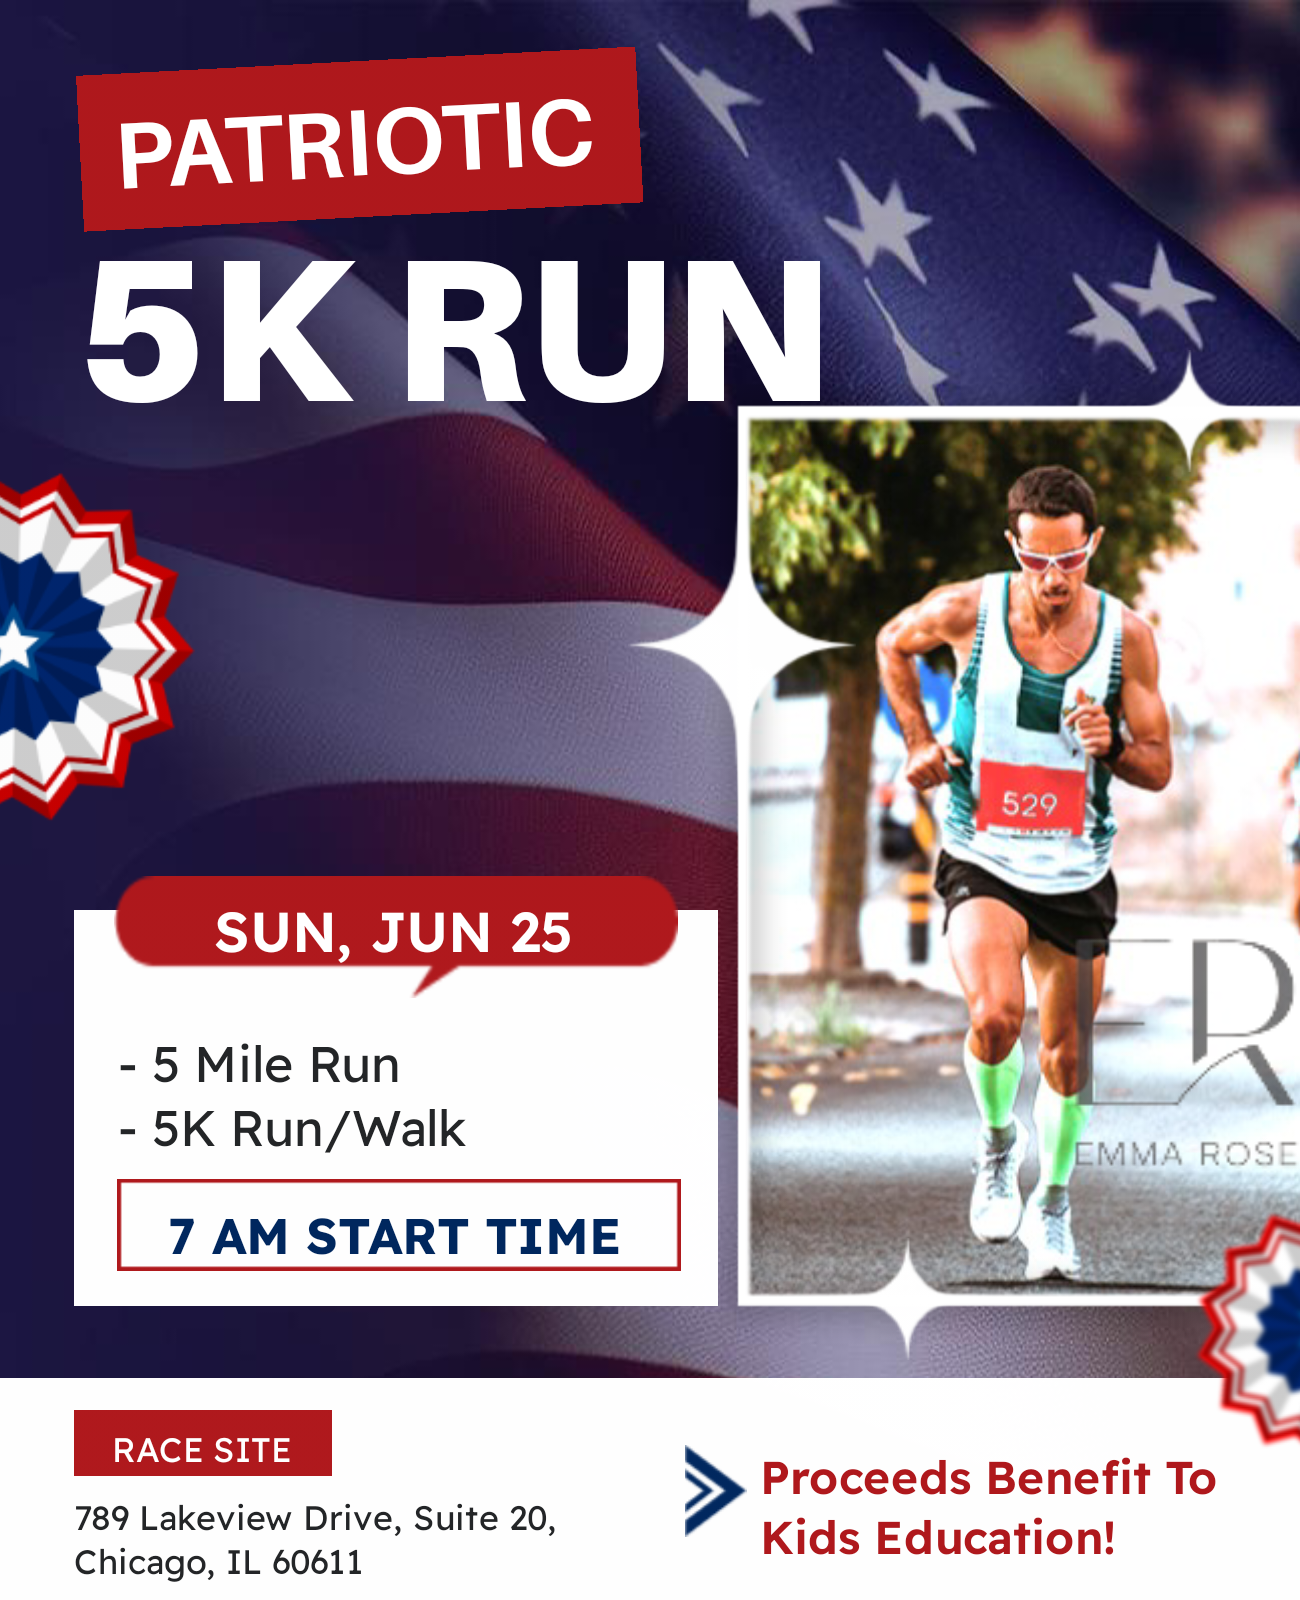 PATRIOTIC
5K RUN
529
SUN, JUN 25
- 5 Mile Run
- 5K Run/Walk
7 AM START TIME
ER
EMMA ROSE
RACE SITE
789 Lakeview Drive, Suite 20,
Chicago, IL 60611
Proceeds Benefit To
Kids Education!